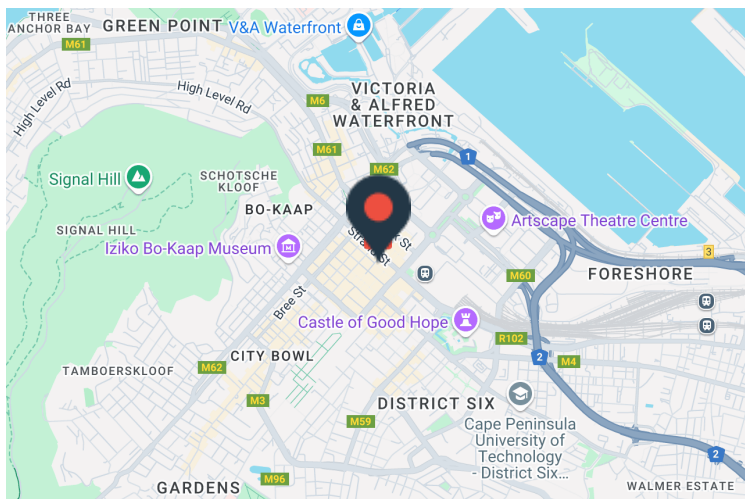 THREE
ANCHOR BAY
GREEN POINT
V&A Waterfront
M61
High Level Rd
High Level Rd
M6
VICTORIA
& ALFRED
WATERFRONT
M61
M62
1
Signal Hill
SCHOTSCHE
KLOOF
BO-KAAP
SIGNAL HILL
Iziko Bo-Kaap Museum
Strand St
St
Artscape Theatre Centre
3
M60
FORESHORE
Bree St
Castle of Good Hope
R102
2
M4
CITY BOWL
M62
TAMBOERSKLOOF
M3
M59
DISTRICT SIX
Cape Peninsula
University of
Technology
- District Six...
2
M96
GARDENS
WALMER ESTATE